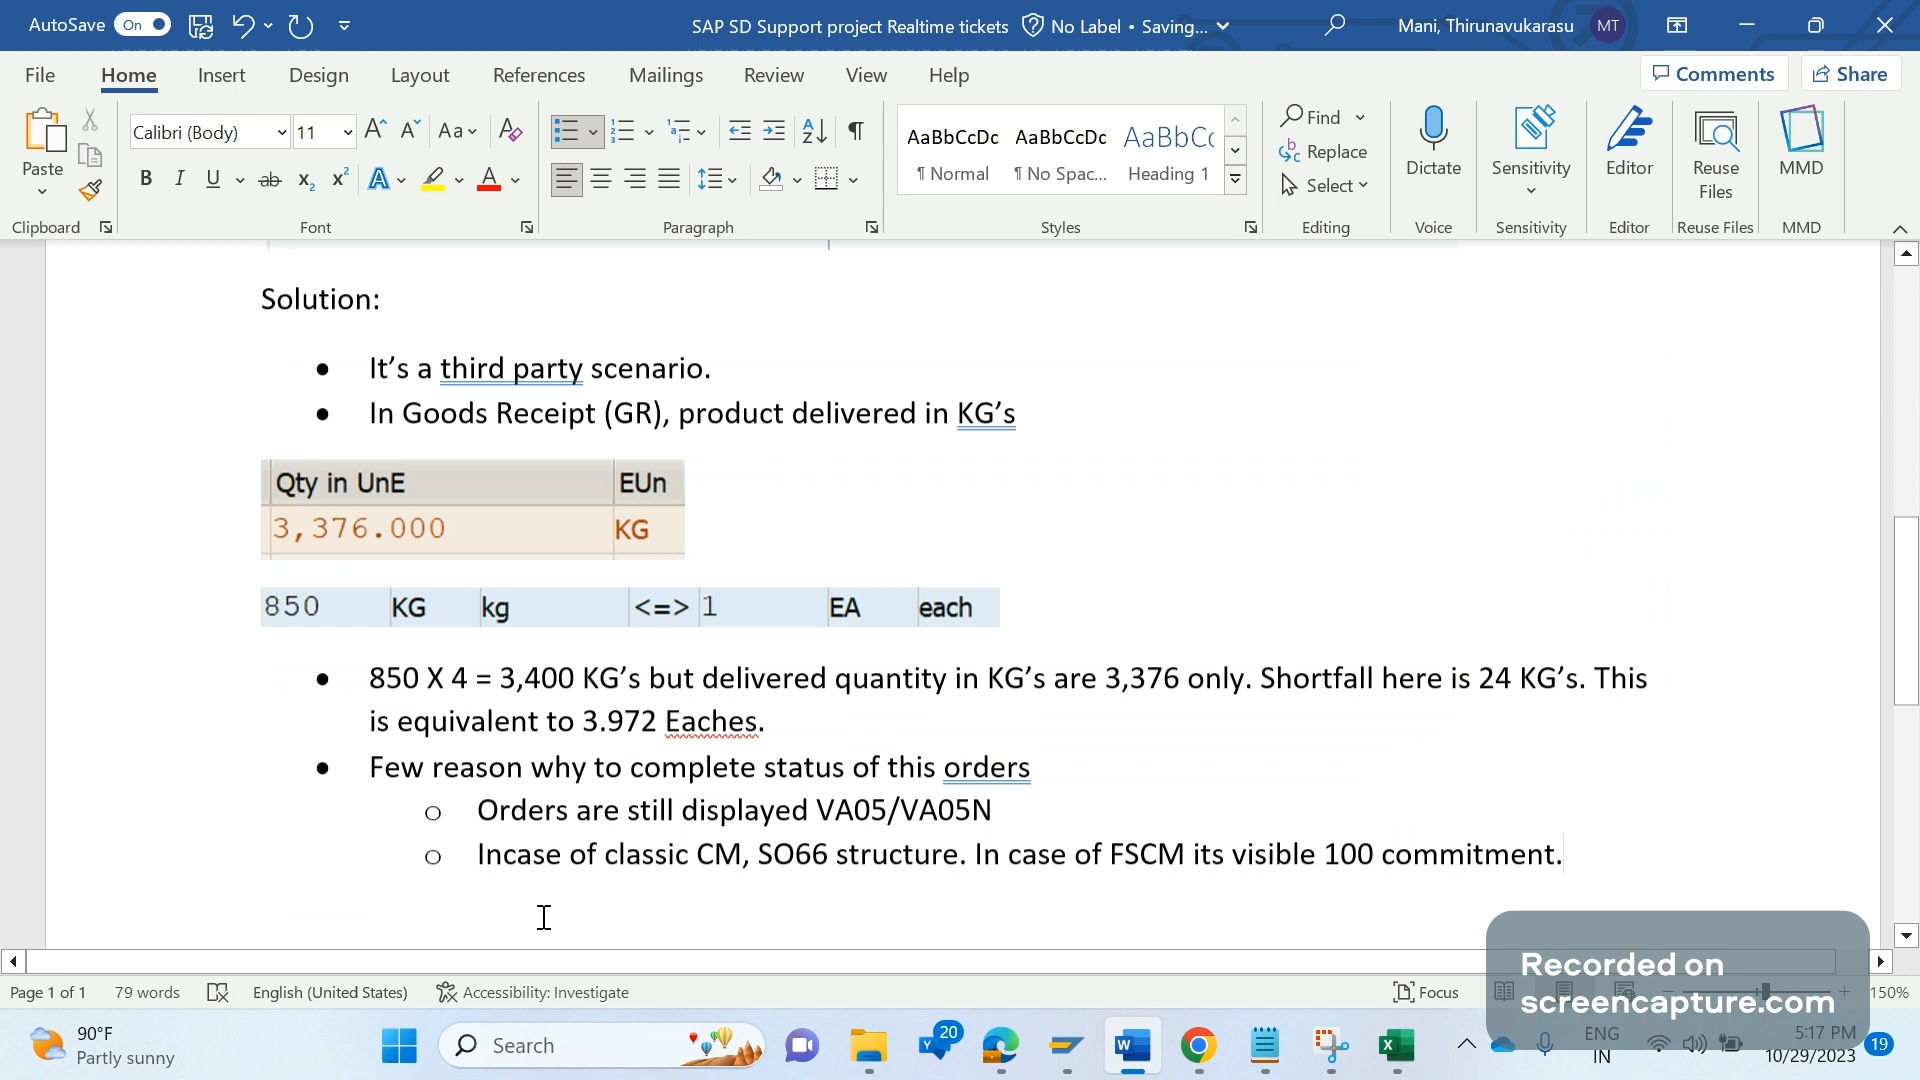 AutoSave On SAP SD Support project Realtime tickets No Label • Saving... Mani, Thirunavukarasu MT
File Home Insert Design Layout References Mailings Review View Help Comments Share
Calibri (Body) 11 Aa AaBbCcDc AaBbCcDc AaBbC Find
Replace
Paste Dictate Sensitivity Editor Reuse Files MMD
B I U ab ¶ Normal ¶ No Spac... Heading 1 Select
Clipboard Font Paragraph Styles Editing Voice Sensitivity Editor Reuse Files MMD
Solution:
• It’s a third party scenario.
• In Goods Receipt (GR), product delivered in KG’s
Qty in UnE EUn
3,376.000 KG
850 KG kg <=> 1 EA each
• 850 X 4 = 3,400 KG’s but delivered quantity in KG’s are 3,376 only. Shortfall here is 24 KG’s. This
is equivalent to 3.972 Eaches.
• Few reason why to complete status of this orders
o Orders are still displayed VA05/VA05N
o Incase of classic CM, SO66 structure. In case of FSCM its visible 100 commitment.
Recorded on
screencapture.com
Page 1 of 1 79 words English (United States) Accessibility: Investigate Focus 150%
90°F
Partly sunny
Search
20
ENG
IN
5:17 PM
10/29/2023
19